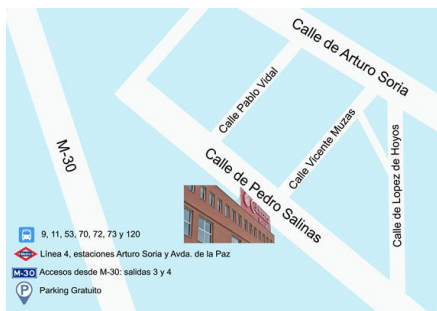 Calle de Arturo Soria
Calle Pablo Vidal
Calle Vicente Muzas
Calle de Pedro Salinas
Calle de Lopez de Hoyos
M-30
9, 11, 53, 70, 72, 73 y 120
Línea 4, estaciones Arturo Soria y Avda. de la Paz
M-30 Accesos desde M-30: salidas 3 y 4
P Parking Gratuito